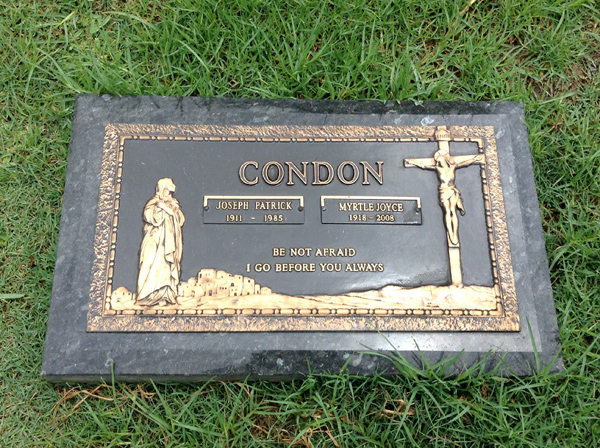 CONDON
JOSEPH PATRICK
1911 - 1985
MYRTLE JOYCE
1918 - 2008
BE NOT AFRAID
I GO BEFORE YOU ALWAYS